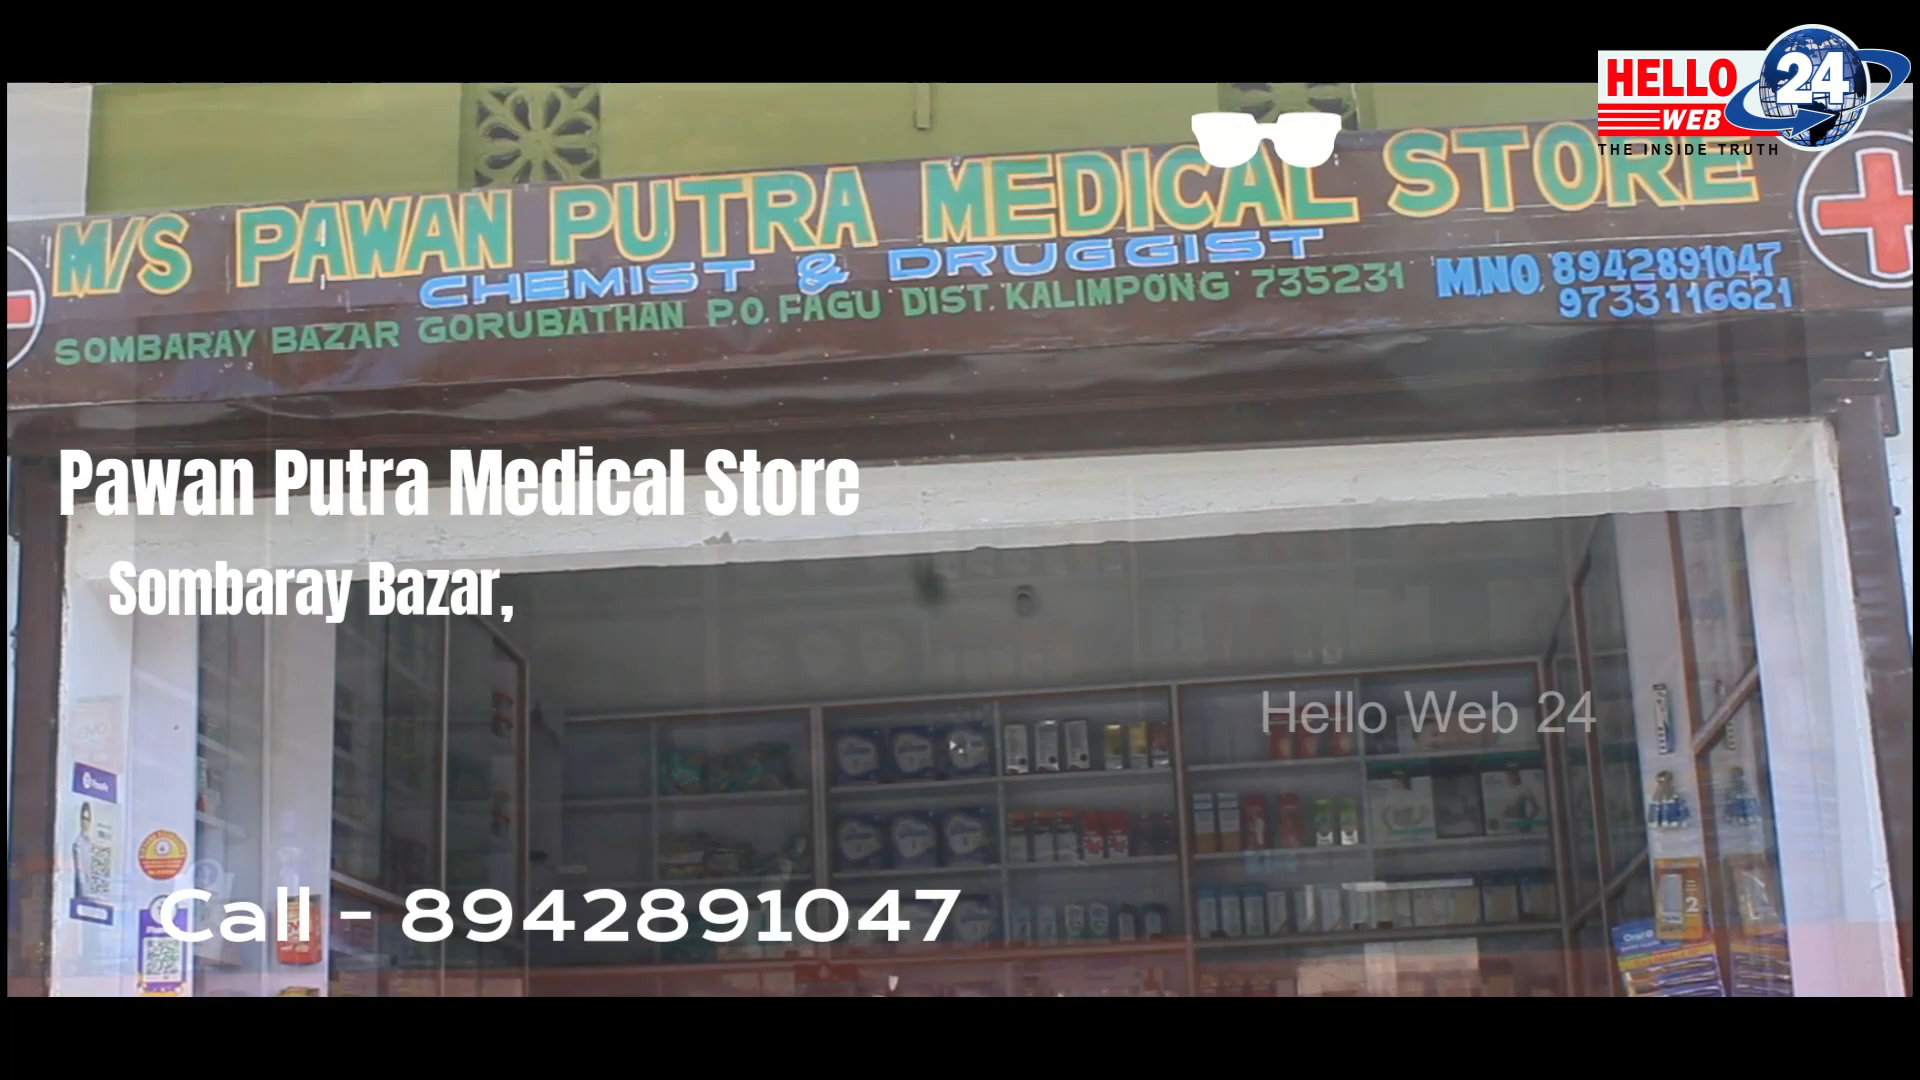 HELLO
WEB
24
THE INSIDE TRUTH
M/S PAWAN PUTRA MEDICAL STORE
CHEMIST & DRUGGIST
SOMBARAY BAZAR GORUBATHAN P.O. FAGU DIST. KALIMPONG 735231
M.NO. 8942891047
9733116621
Pawan Putra Medical Store
Sombaray Bazar,
Hello Web 24
Call - 8942891047